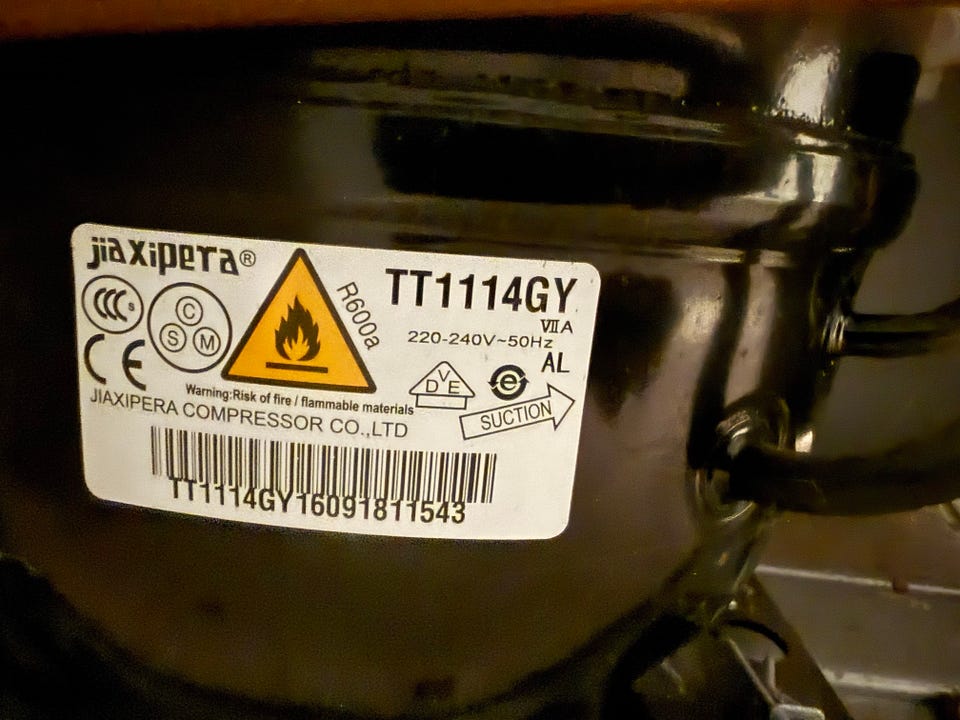 jiaxipera®
TT1114GY
R600a
VII A
220-240V~50Hz
CCC S
C
S M
CE
AL
VDE
e
SUCTION
Warning:Risk of fire / flammable materials
JIAXIPERA COMPRESSOR CO.,LTD
TT1114GY16091811543